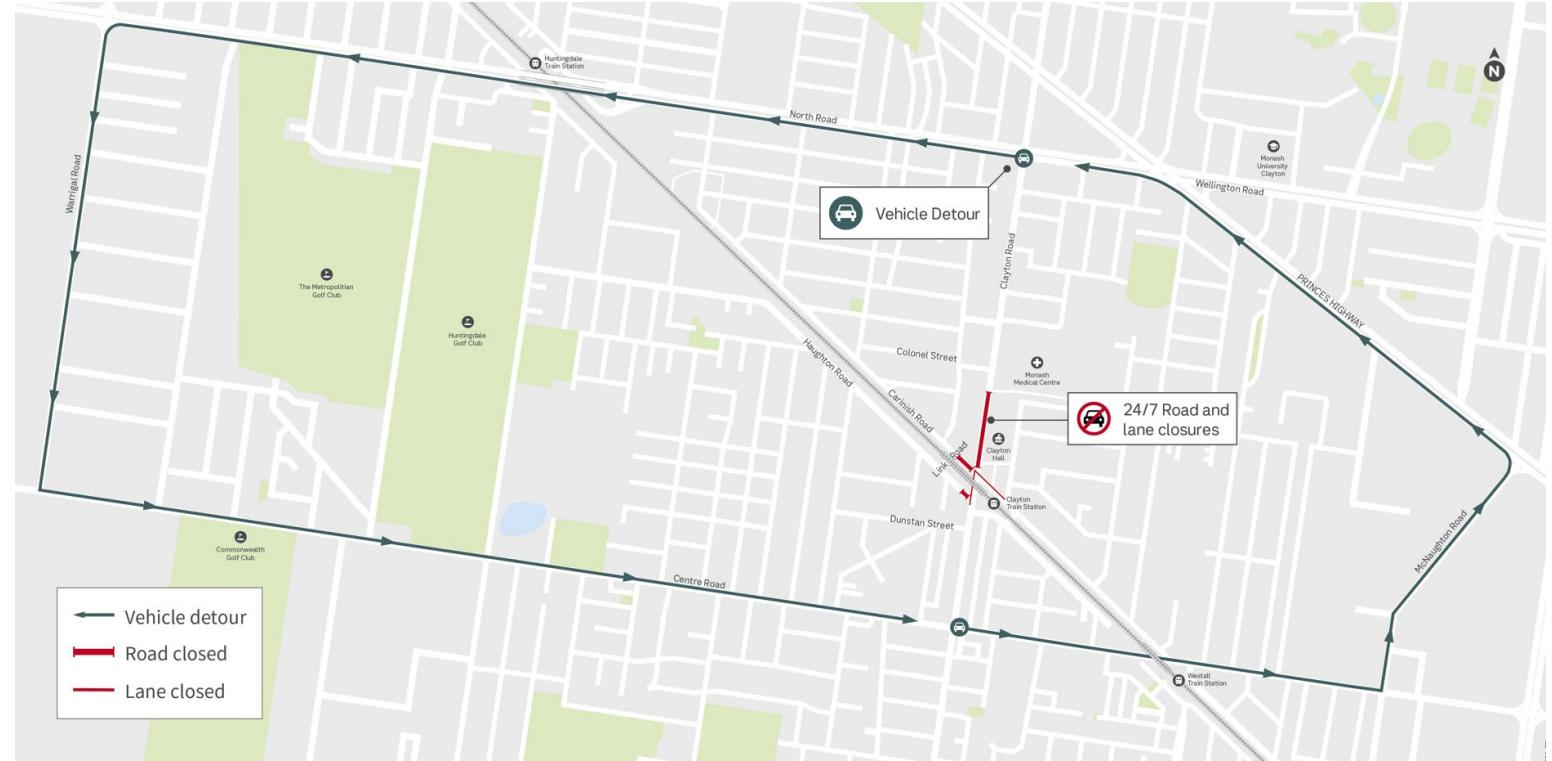 Huntingdale
Train Station
N
North Road
Monash
University
Clayton
Wellington Road
Warrigal Road
Vehicle Detour
Clayton Road
The Metropolitian
Golf Club
PRINCES HIGHWAY
Huntingdale
Golf Club
Haughton Road
Colonel Street
Monash
Medical Centre
Carinish Road
24/7 Road and
lane closures
Clayton
Hall
Link Road
Clayton
Train Station
Dunstan Street
McNaughton Road
Commonwealth
Golf Club
Centre Road
Westall
Train Station
Vehicle detour
Road closed
Lane closed